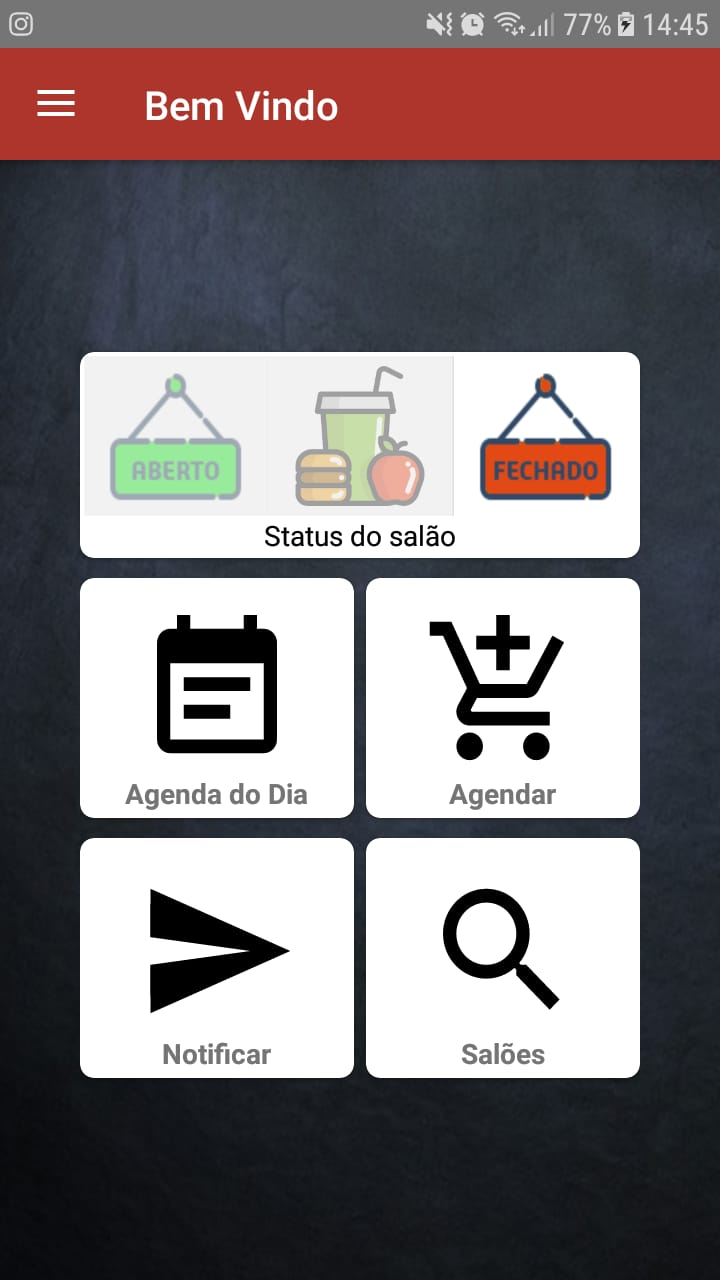 77% 14:45
Bem Vindo
ABERTO
FECHADO
Status do salão
Agenda do Dia
Agendar
Notificar
Salões